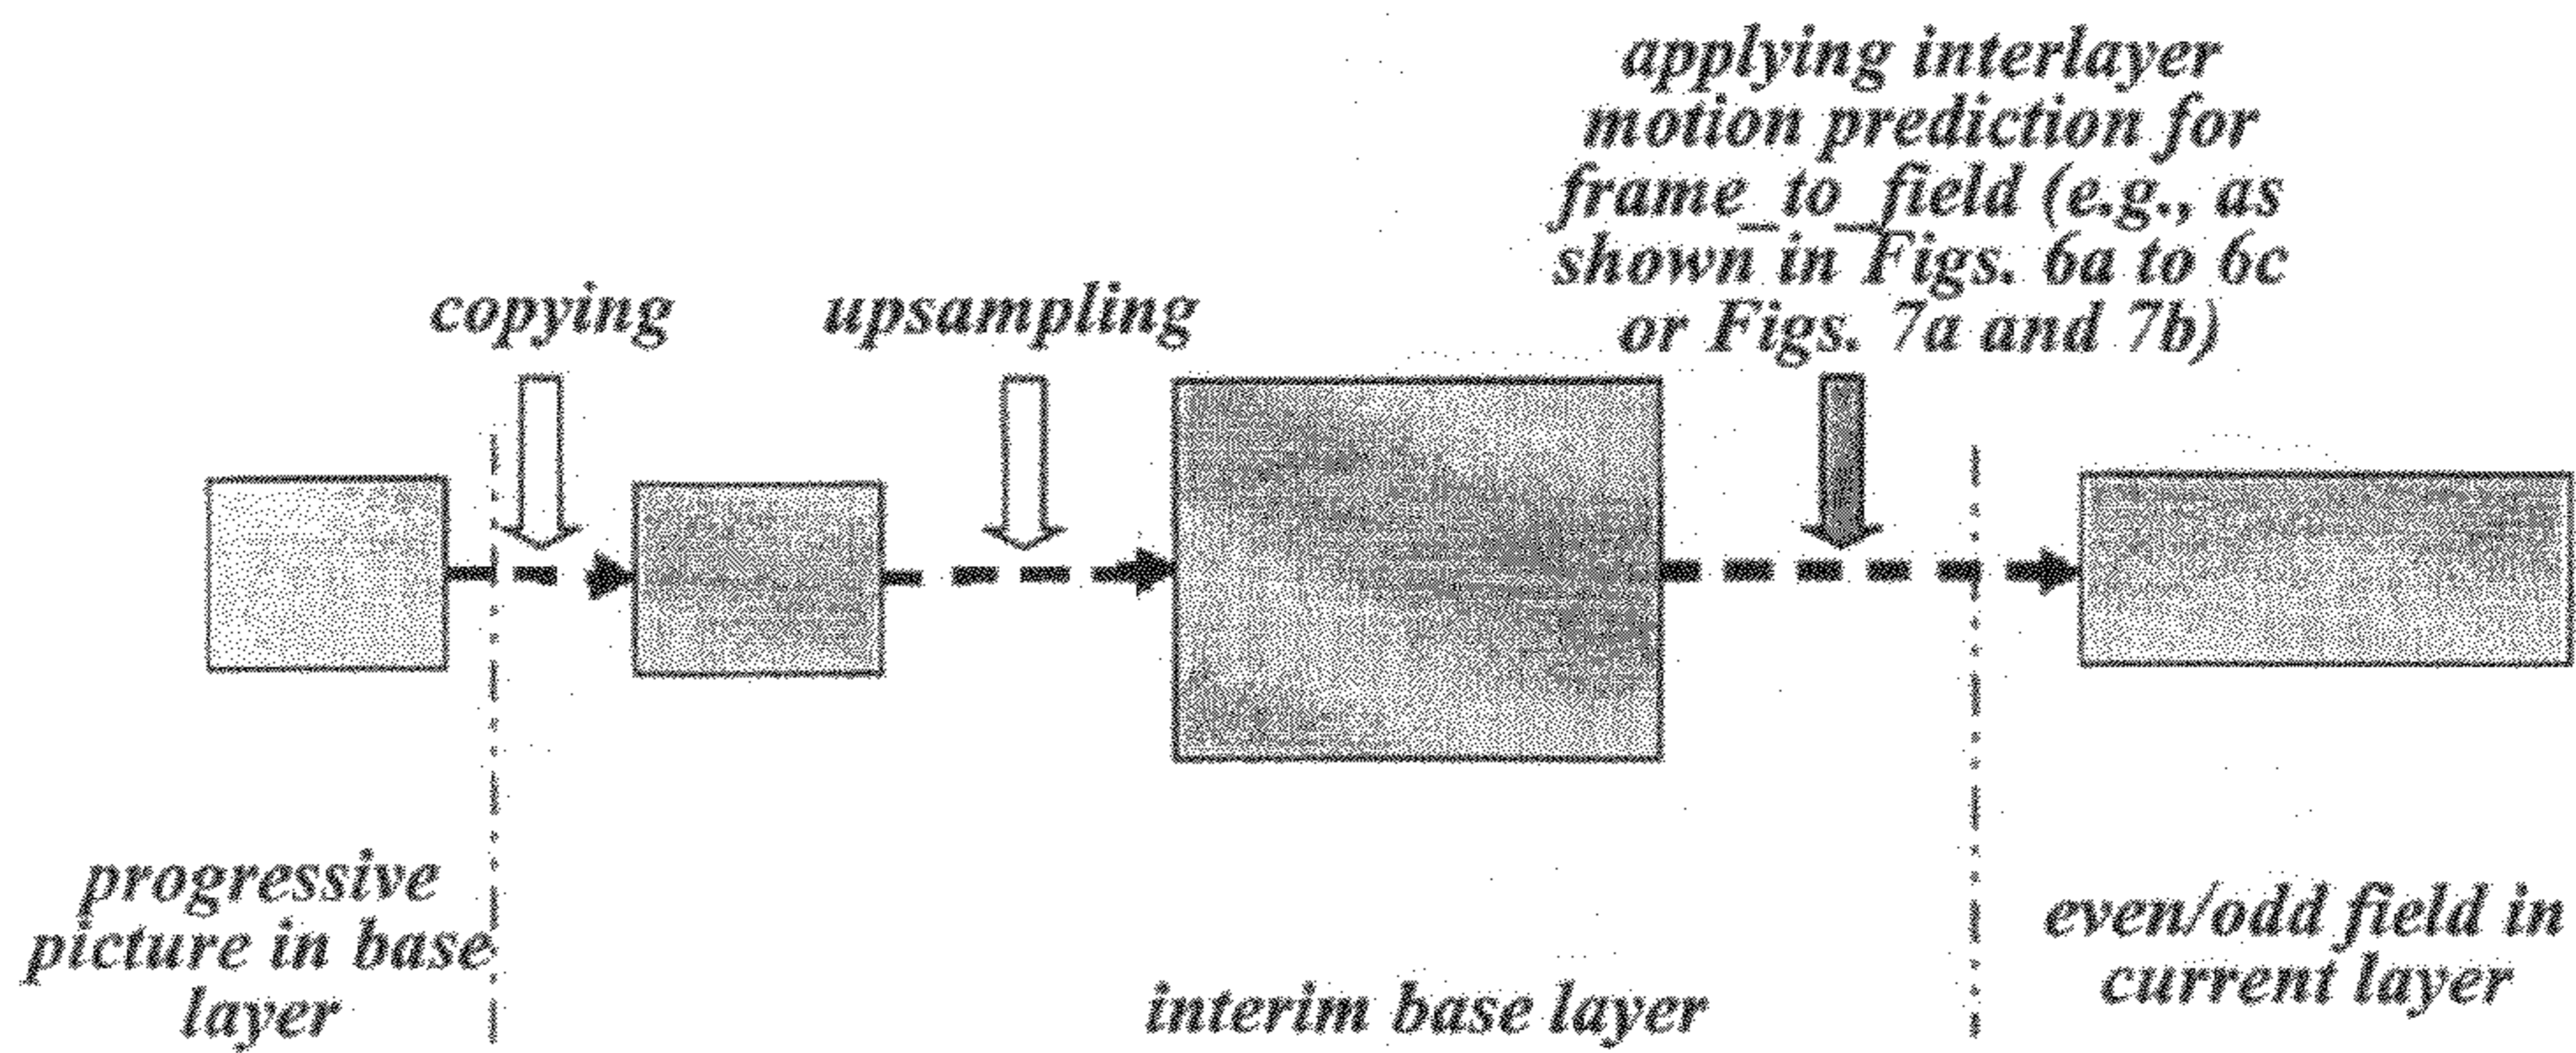 applying interlayer
motion prediction for
frame_to_field (e.g., as
shown in Figs. 6a to 6c
or Figs. 7a and 7b)
copying
upsampling
progressive
picture in base
layer
interim base layer
even/odd field in
current layer